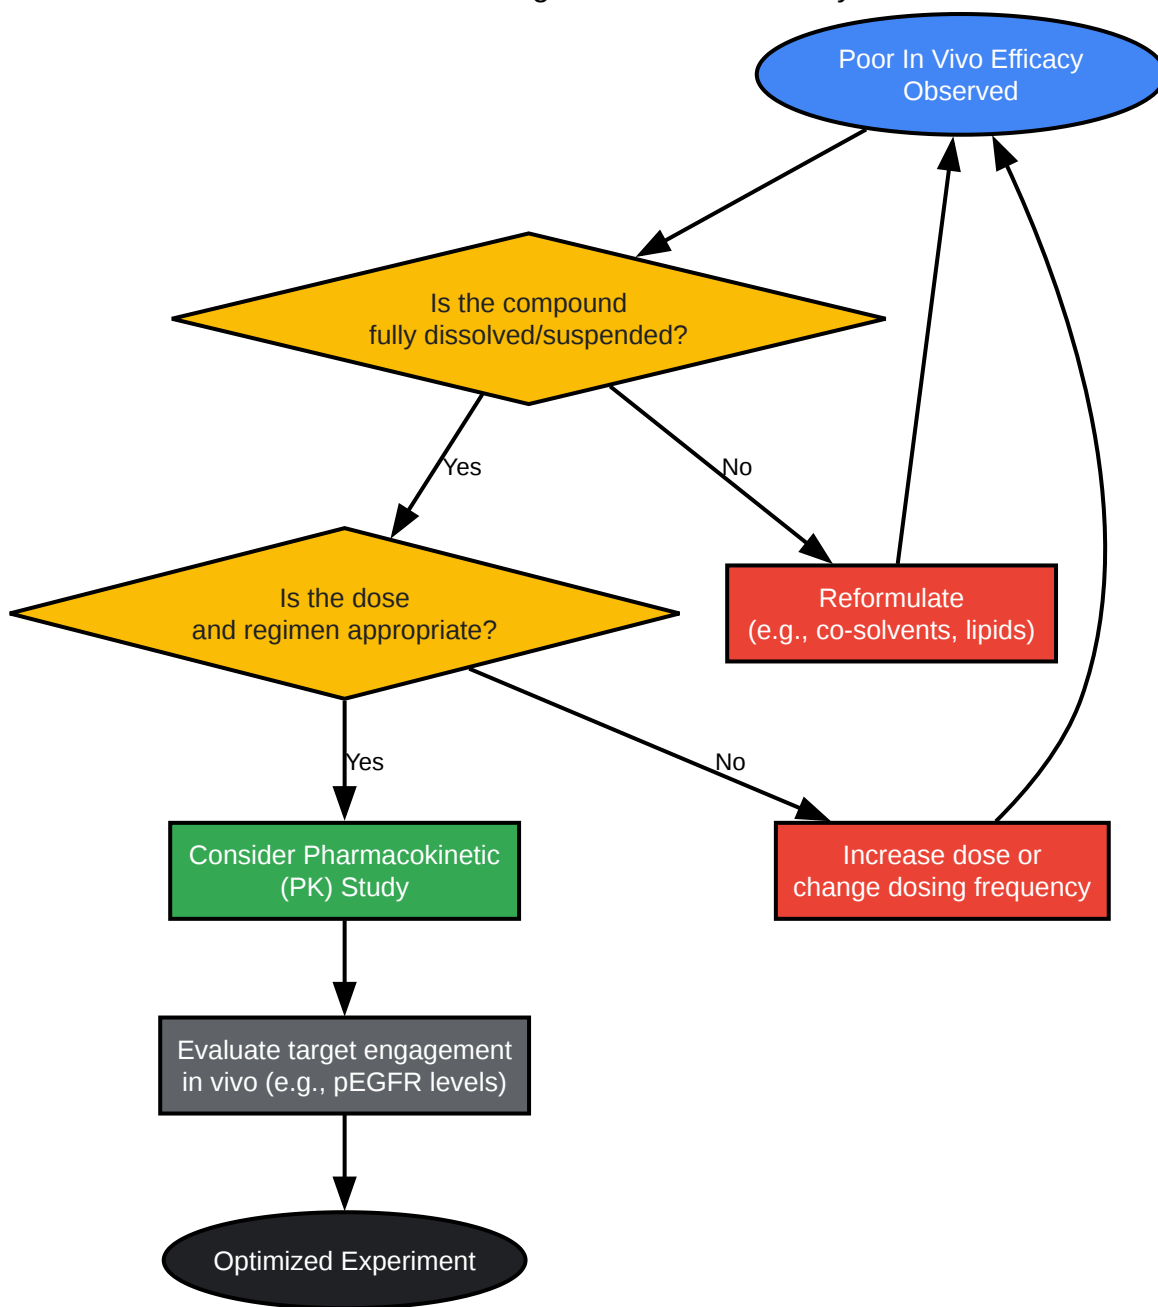 Poor In Vivo Efficacy
Observed
Is the compound
fully dissolved/suspended?
Yes
No
Is the dose
and regimen appropriate?
Reformulate
(e.g., co-solvents, lipids)
Yes
No
Consider Pharmacokinetic
(PK) Study
Increase dose or
change dosing frequency
Evaluate target engagement
in vivo (e.g., pEGFR levels)
Optimized Experiment